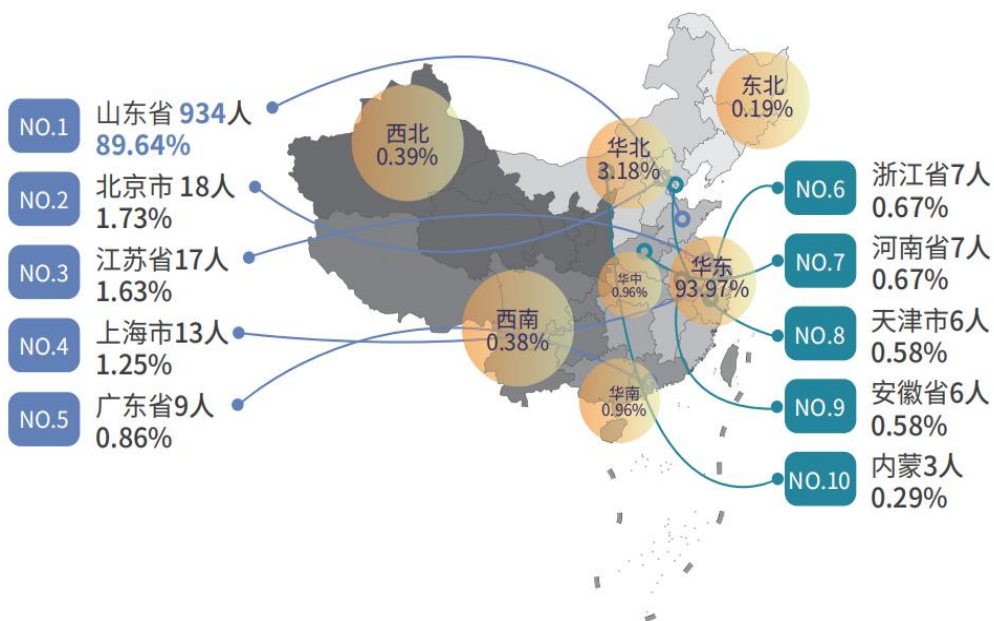 NO.1
山东省 934人
89.64%
NO.2
北京市 18人
1.73%
NO.3
江苏省17人
1.63%
NO.4
上海市13人
1.25%
NO.5
广东省9人
0.86%
西北
0.39%
华北
3.18%
东北
0.19%
华中
0.96%
华东
93.97%
西南
0.38%
华南
0.96%
NO.6
浙江省7人
0.67%
NO.7
河南省7人
0.67%
NO.8
天津市6人
0.58%
NO.9
安徽省6人
0.58%
NO.10
内蒙3人
0.29%